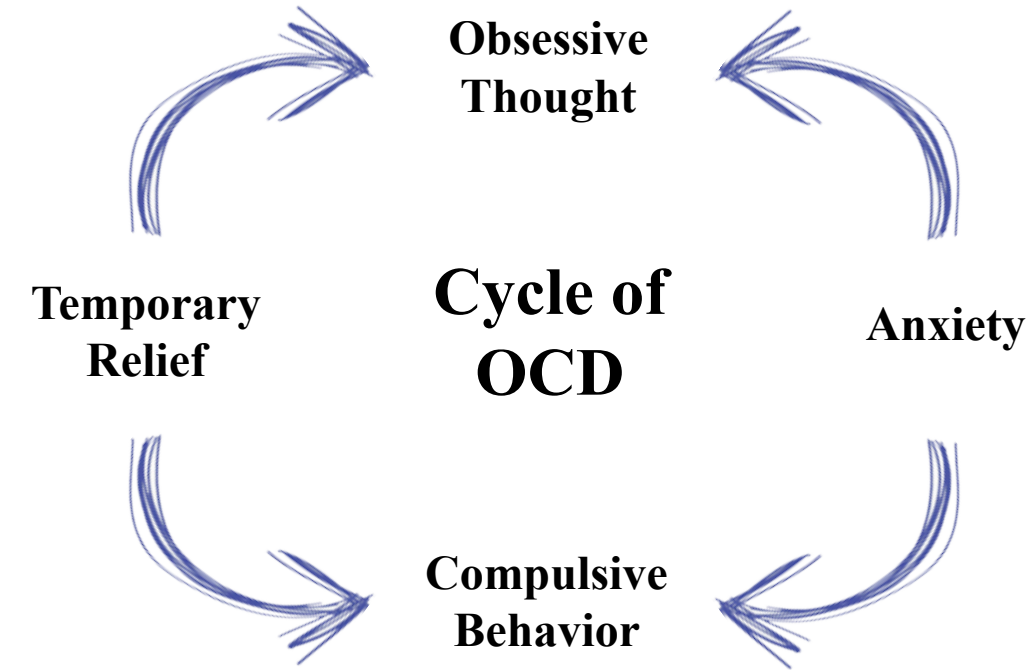 Obsessive
Thought
Temporary
Relief
Cycle of
OCD
Anxiety
Compulsive
Behavior